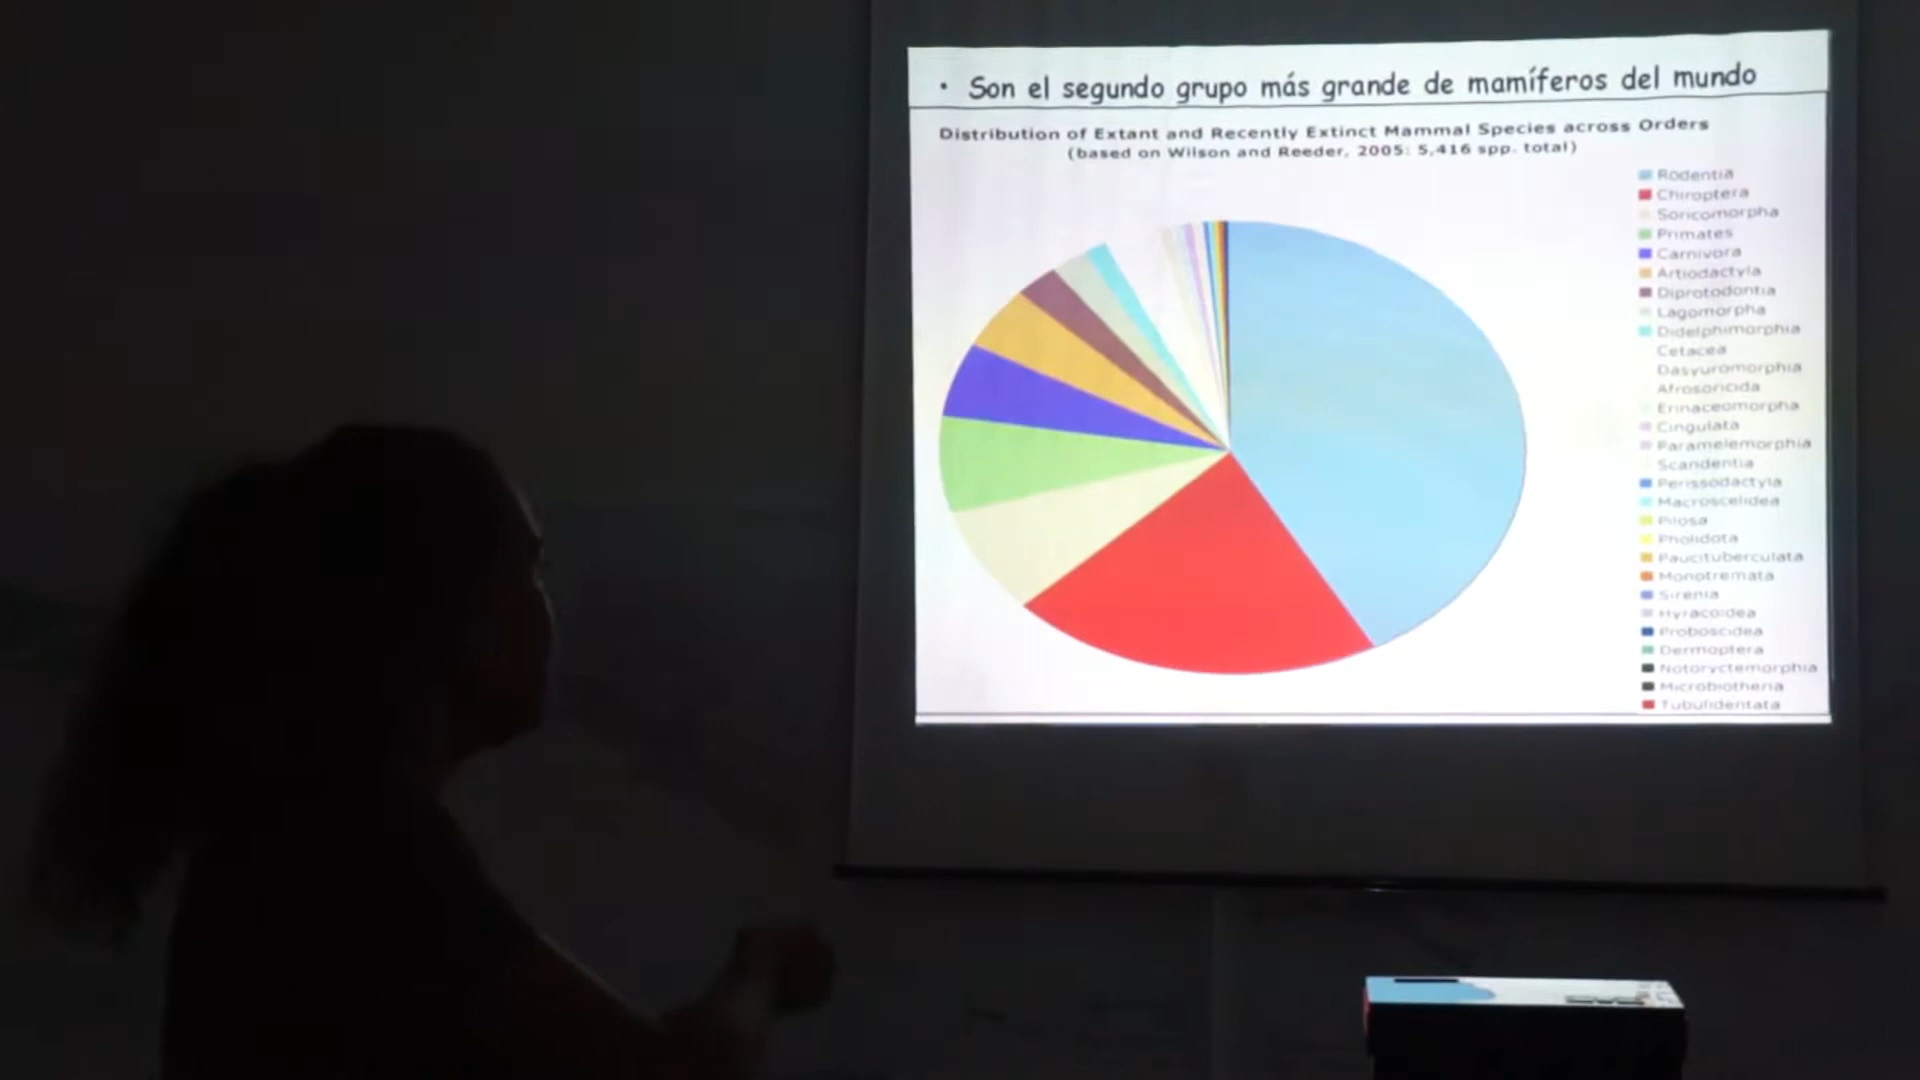 • Son el segundo grupo más grande de mamíferos del mundo
Distribution of Extant and Recently Extinct Mammal Species across Orders
(based on Wilson and Reeder, 2005: 5,416 spp. total)
Rodentia
Chiroptera
Soricomorpha
Primates
Carnivora
Artiodactyla
Diprotodontia
Lagomorpha
Didelphimorphia
Cetacea
Dasyuromorphia
Afrosoricida
Erinaceomorpha
Cingulata
Paramelemorphia
Scandentia
Perissodactyla
Macroscelidea
Pilosa
Pholidota
Paucituberculata
Monotremata
Sirenia
Hyracoidea
Proboscidea
Dermoptera
Notoryctemorphia
Microbiotheria
Tubulidentata